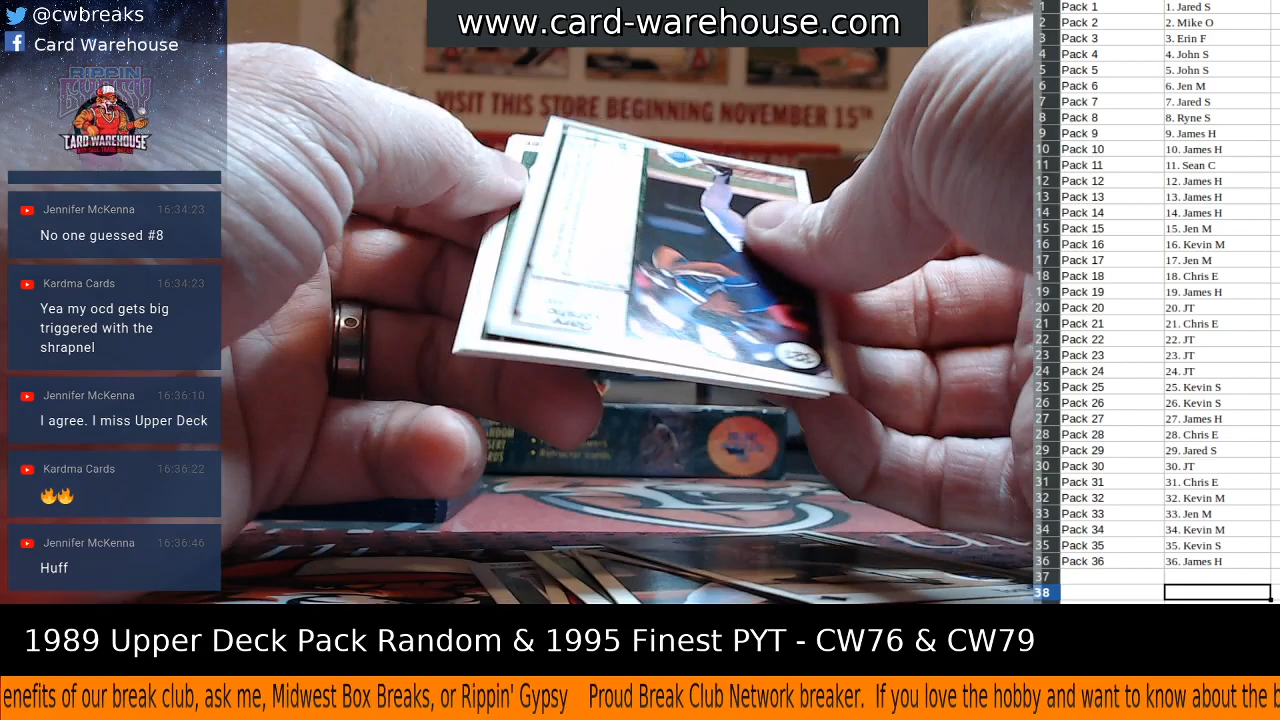 @cwbreaks
Card Warehouse
RIPPIN
GYPSY
CARD WAREHOUSE
Jennifer McKenna 16:34:23
No one guessed #8
Kardma Cards 16:34:23
Yea my ocd gets big
triggered with the
shrapnel
Jennifer McKenna 16:36:10
I agree. I miss Upper Deck
Kardma Cards 16:36:22
🔥🔥
Jennifer McKenna 16:36:46
Huff
www.card-warehouse.com
VISIT THIS STORE BEGINNING NOVEMBER 15th
1 Pack 1 1. Jared S
2 Pack 2 2. Mike O
3 Pack 3 3. Erin F
4 Pack 4 4. John S
5 Pack 5 5. John S
6 Pack 6 6. Jen M
7 Pack 7 7. Jared S
8 Pack 8 8. Ryne S
9 Pack 9 9. James H
10 Pack 10 10. James H
11 Pack 11 11. Sean C
12 Pack 12 12. James H
13 Pack 13 13. James H
14 Pack 14 14. James H
15 Pack 15 15. Jen M
16 Pack 16 16. Kevin M
17 Pack 17 17. Jen M
18 Pack 18 18. Chris E
19 Pack 19 19. James H
20 Pack 20 20. JT
21 Pack 21 21. Chris E
22 Pack 22 22. JT
23 Pack 23 23. JT
24 Pack 24 24. JT
25 Pack 25 25. Kevin S
26 Pack 26 26. Kevin S
27 Pack 27 27. James H
28 Pack 28 28. Chris E
29 Pack 29 29. Jared S
30 Pack 30 30. JT
31 Pack 31 31. Chris E
32 Pack 32 32. Kevin M
33 Pack 33 33. Jen M
34 Pack 34 34. Kevin M
35 Pack 35 35. Kevin S
36 Pack 36 36. James H
37
38
1989 Upper Deck Pack Random & 1995 Finest PYT - CW76 & CW79
enefits of our break club, ask me, Midwest Box Breaks, or Rippin' Gypsy Proud Break Club Network breaker. If you love the hobby and want to know about the b